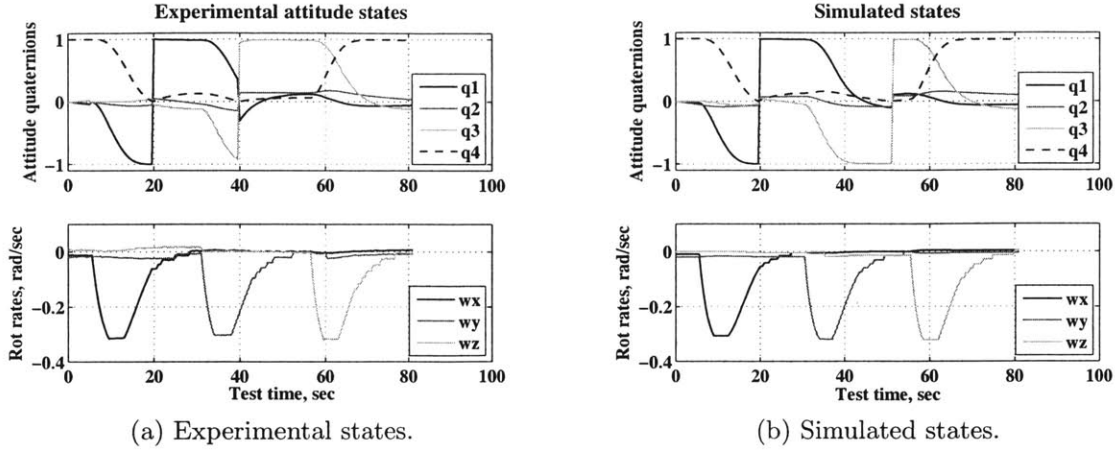 Experimental attitude states
Attitude quaternions
1
0
−1
q1
q2
q3
q4
0 20 40 60 80 100
Rot rates, rad/sec
0
−0.2
−0.4
wx
wy
wz
0 20 40 60 80 100
Test time, sec
(a) Experimental states.
Simulated states
Attitude quaternions
1
0
−1
q1
q2
q3
q4
0 20 40 60 80 100
Rot rates, rad/sec
0
−0.2
−0.4
wx
wy
wz
0 20 40 60 80 100
Test time, sec
(b) Simulated states.